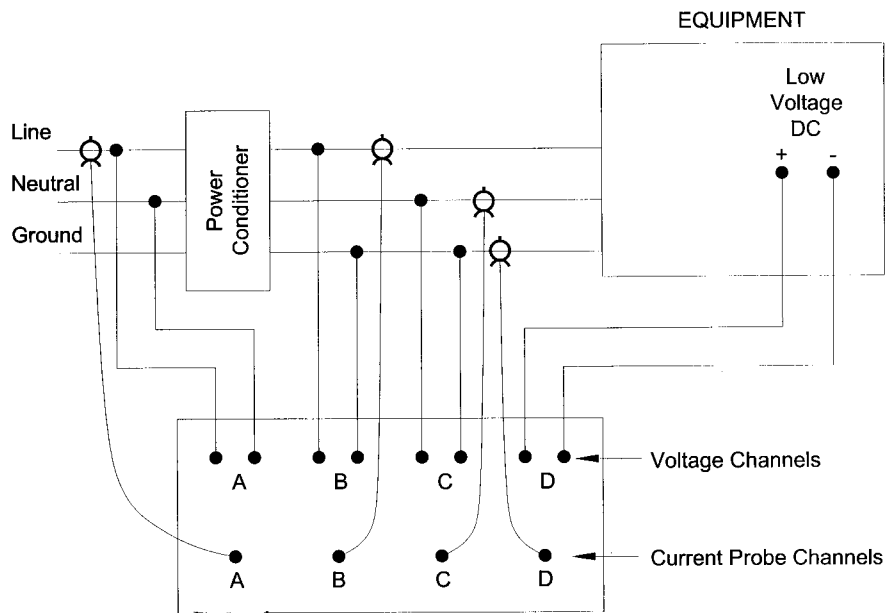 EQUIPMENT
Low
Voltage
DC
+ -
Line
Neutral
Ground
Power
Conditioner
A B C D
Voltage Channels
A B C D
Current Probe Channels